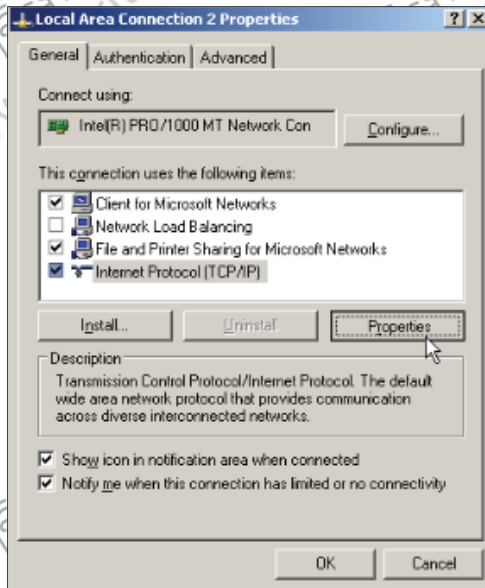 Local Area Connection 2 Properties
General
Authentication
Advanced
Connect using:
Intel(R) PRO/1000 MT Network Con
Configure...
This connection uses the following items:
Client for Microsoft Networks
Network Load Balancing
File and Printer Sharing for Microsoft Networks
Internet Protocol (TCP/IP)
Install...
Uninstall
Properties
Description
Transmission Control Protocol/Internet Protocol. The default
wide area network protocol that provides communication
across diverse interconnected networks.
Show icon in notification area when connected
Notify me when this connection has limited or no connectivity
OK
Cancel